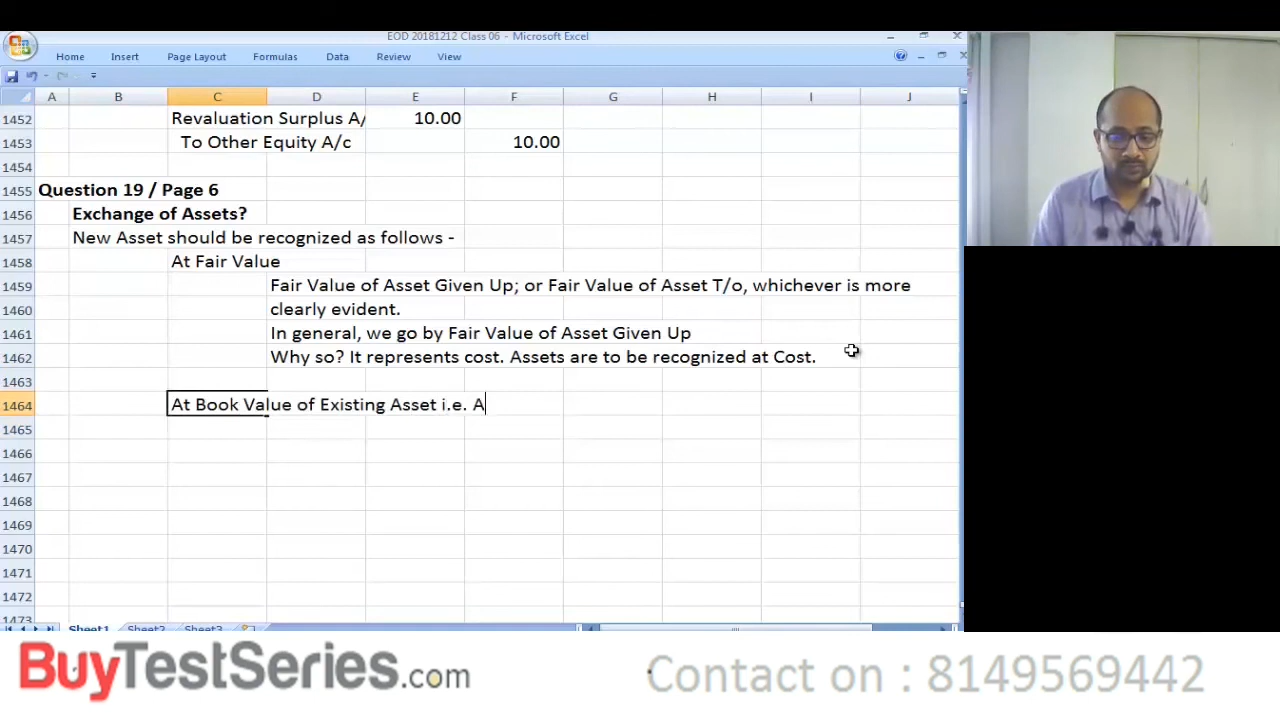 EOD 20181212 Class 06 - Microsoft Excel
Home Insert Page Layout Formulas Data Review View
A B C D E F G H I J
1452 Revaluation Surplus A/ 10.00
1453 To Other Equity A/c 10.00
1454
1455 Question 19 / Page 6
1456 Exchange of Assets?
1457 New Asset should be recognized as follows -
1458 At Fair Value
1459 Fair Value of Asset Given Up; or Fair Value of Asset T/o, whichever is more
1460 clearly evident.
1461 In general, we go by Fair Value of Asset Given Up
1462 Why so? It represents cost. Assets are to be recognized at Cost.
1463
1464 At Book Value of Existing Asset i.e. A
1465
1466
1467
1468
1469
1470
1471
1472
1473
Sheet1 Sheet2 Sheet3
BuyTestSeries.com Contact on : 8149569442